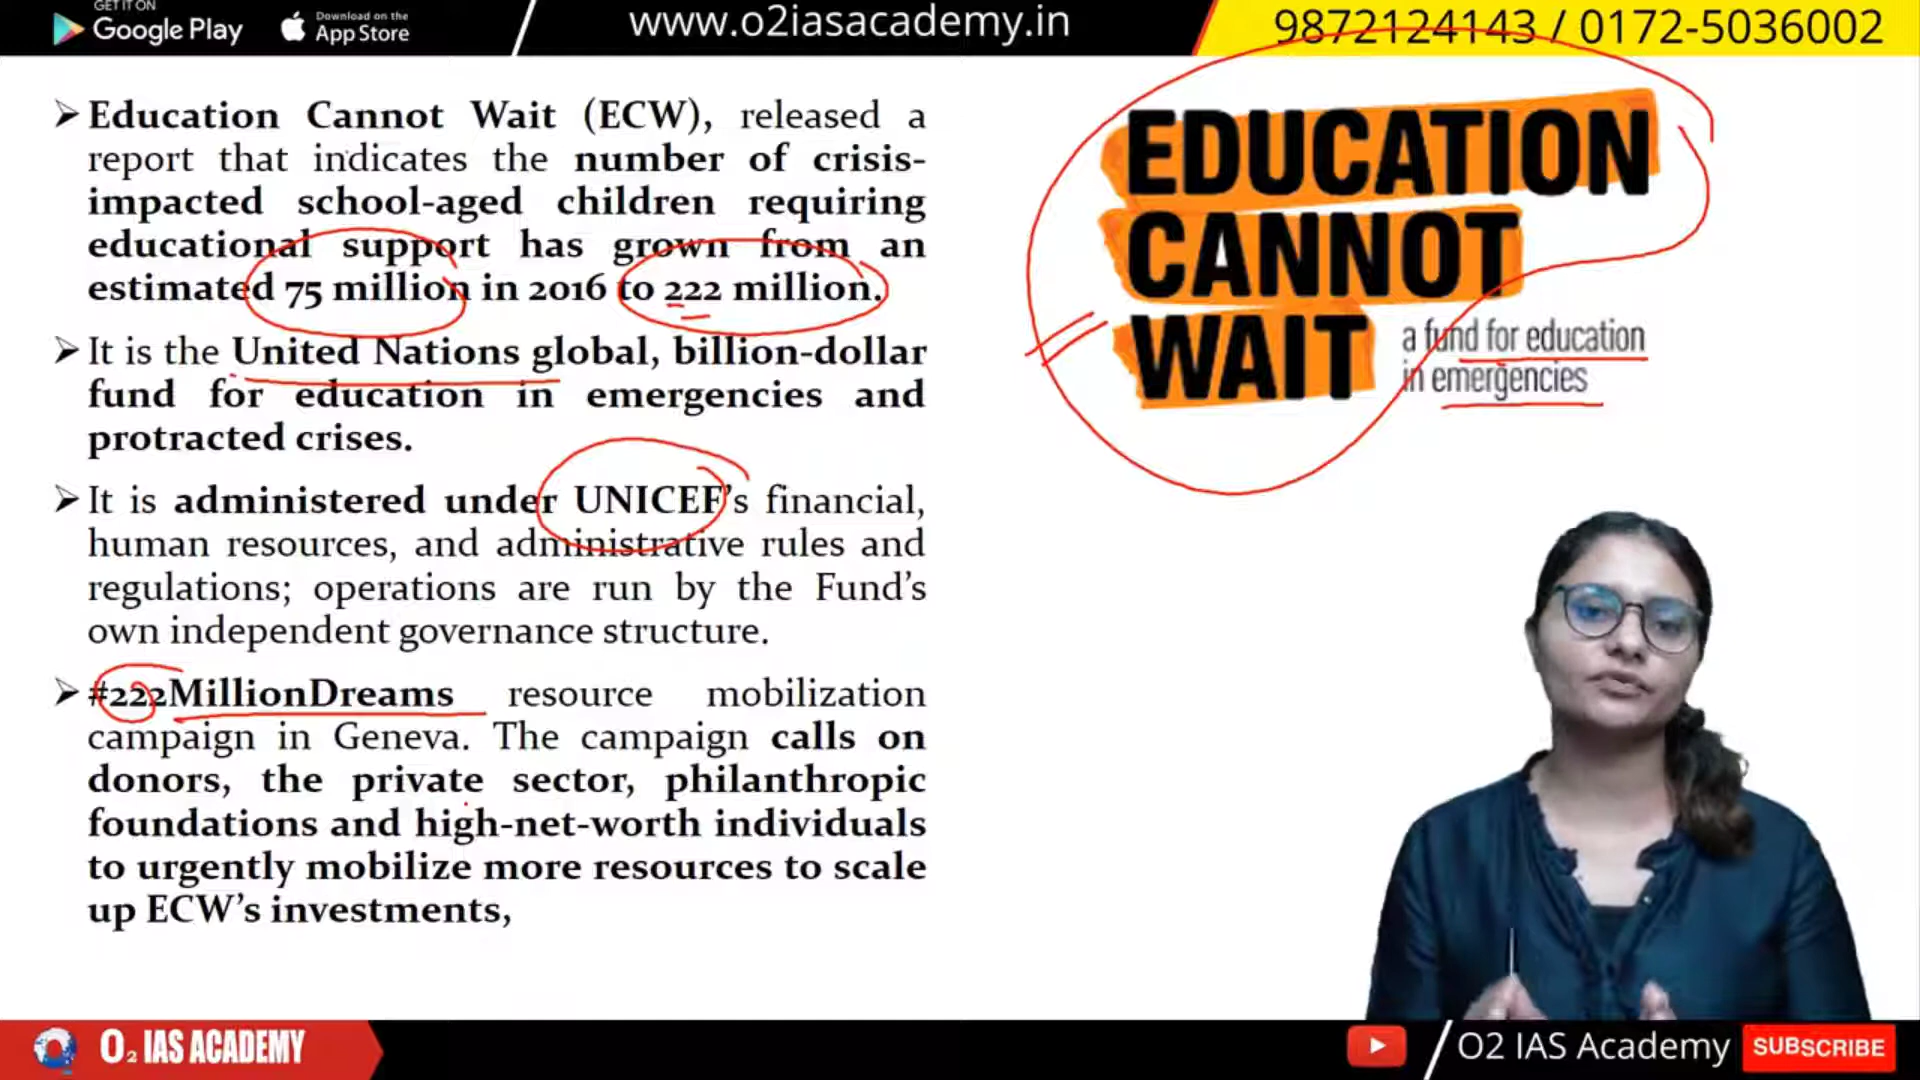 GET IT ON
Google Play
Download on the
App Store
www.o2iasacademy.in
9872124143 / 0172-5036002
➢ Education Cannot Wait (ECW), released a
report that indicates the number of crisis-
impacted school-aged children requiring
educational support has grown from an
estimated 75 million in 2016 to 222 million.
➢ It is the United Nations global, billion-dollar
fund for education in emergencies and
protracted crises.
➢ It is administered under UNICEF's financial,
human resources, and administrative rules and
regulations; operations are run by the Fund's
own independent governance structure.
➢ #222MillionDreams resource mobilization
campaign in Geneva. The campaign calls on
donors, the private sector, philanthropic
foundations and high-net-worth individuals
to urgently mobilize more resources to scale
up ECW's investments,
EDUCATION
CANNOT
WAIT
a fund for education
in emergencies
O2 IAS ACADEMY
O2 IAS Academy
SUBSCRIBE